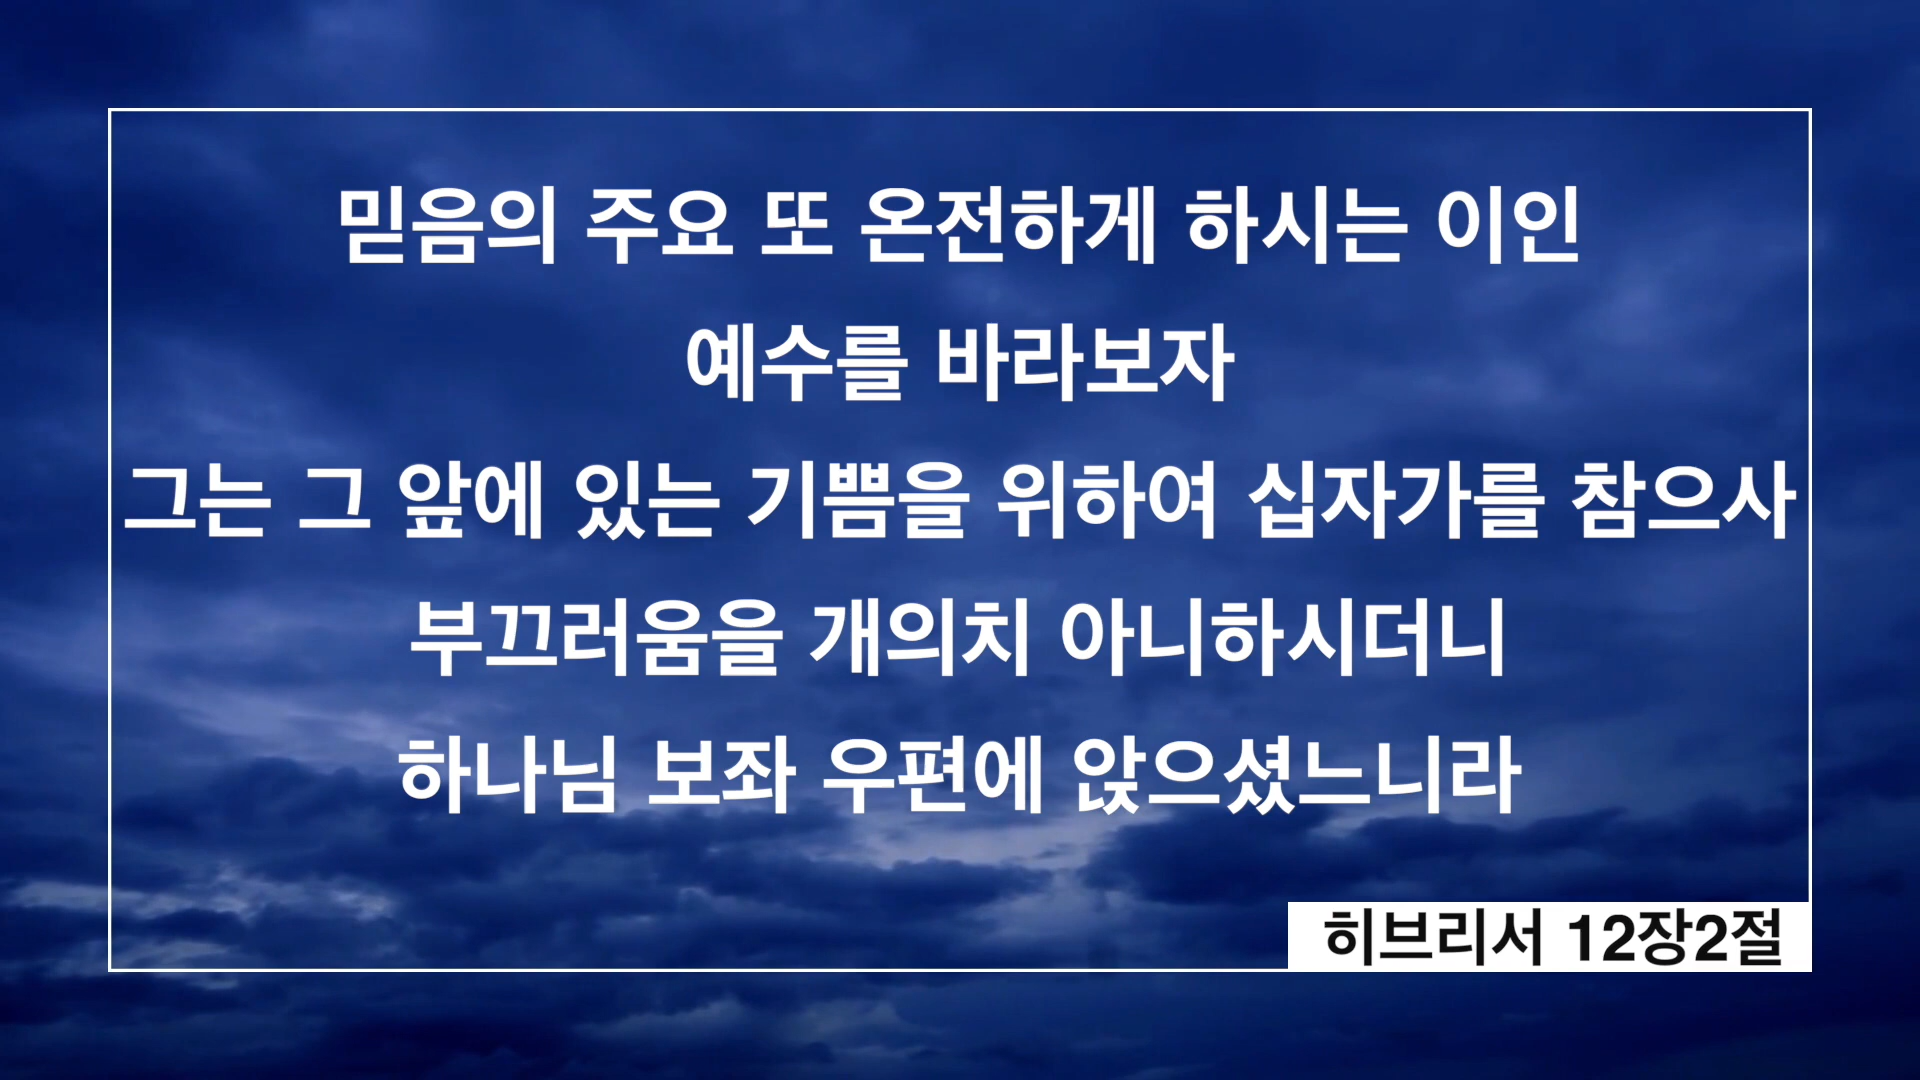 믿음의 주요 또 온전하게 하시는 이인
예수를 바라보자
그는 그 앞에 있는 기쁨을 위하여 십자가를 참으사
부끄러움을 개의치 아니하시더니
하나님 보좌 우편에 앉으셨느니라
히브리서 12장2절